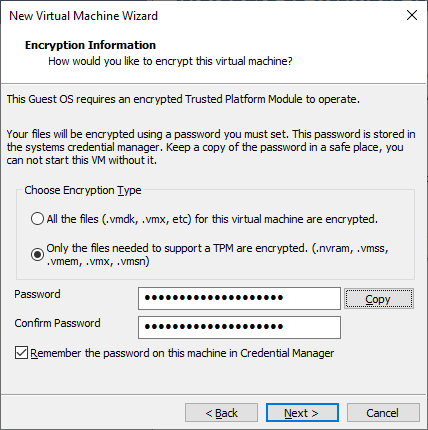 New Virtual Machine Wizard
Encryption Information
How would you like to encrypt this virtual machine?
This Guest OS requires an encrypted Trusted Platform Module to operate.
Your files will be encrypted using a password you must set. This password is stored in
the systems credential manager. Keep a copy of the password in a safe place, you
can not start this VM without it.
Choose Encryption Type
All the files (.vmdk, .vmx, etc) for this virtual machine are encrypted.
Only the files needed to support a TPM are encrypted. (.nvram, .vmss,
.vmem, .vmx, .vmsn)
Password
Copy
Confirm Password
Remember the password on this machine in Credential Manager
< Back Next > Cancel